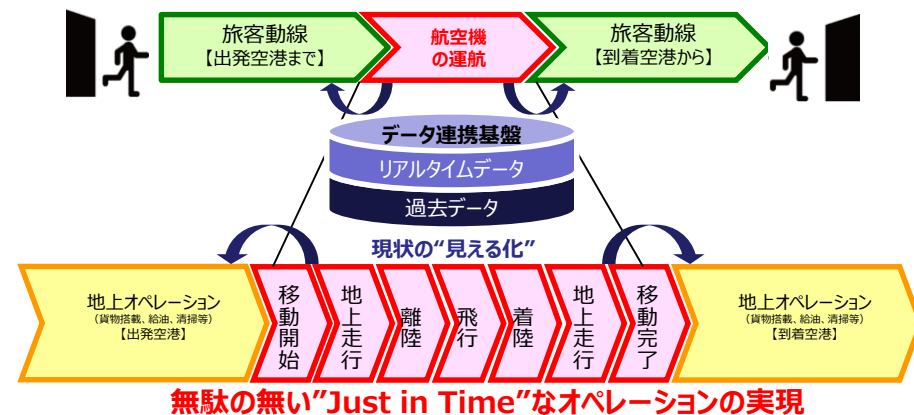 旅客動線
【出発空港まで】
航空機
の運航
旅客動線
【到着空港から】
データ連携基盤
リアルタイムデータ
過去データ
現状の“見える化”
地上オペレーション
（貨物搭載、給油、清掃等）
【出発空港】
移動開始
地上走行
離陸
飛行
着陸
地上走行
移動完了
地上オペレーション
（貨物搭載、給油、清掃等）
【到着空港】
無駄の無い”Just in Time”なオペレーションの実現